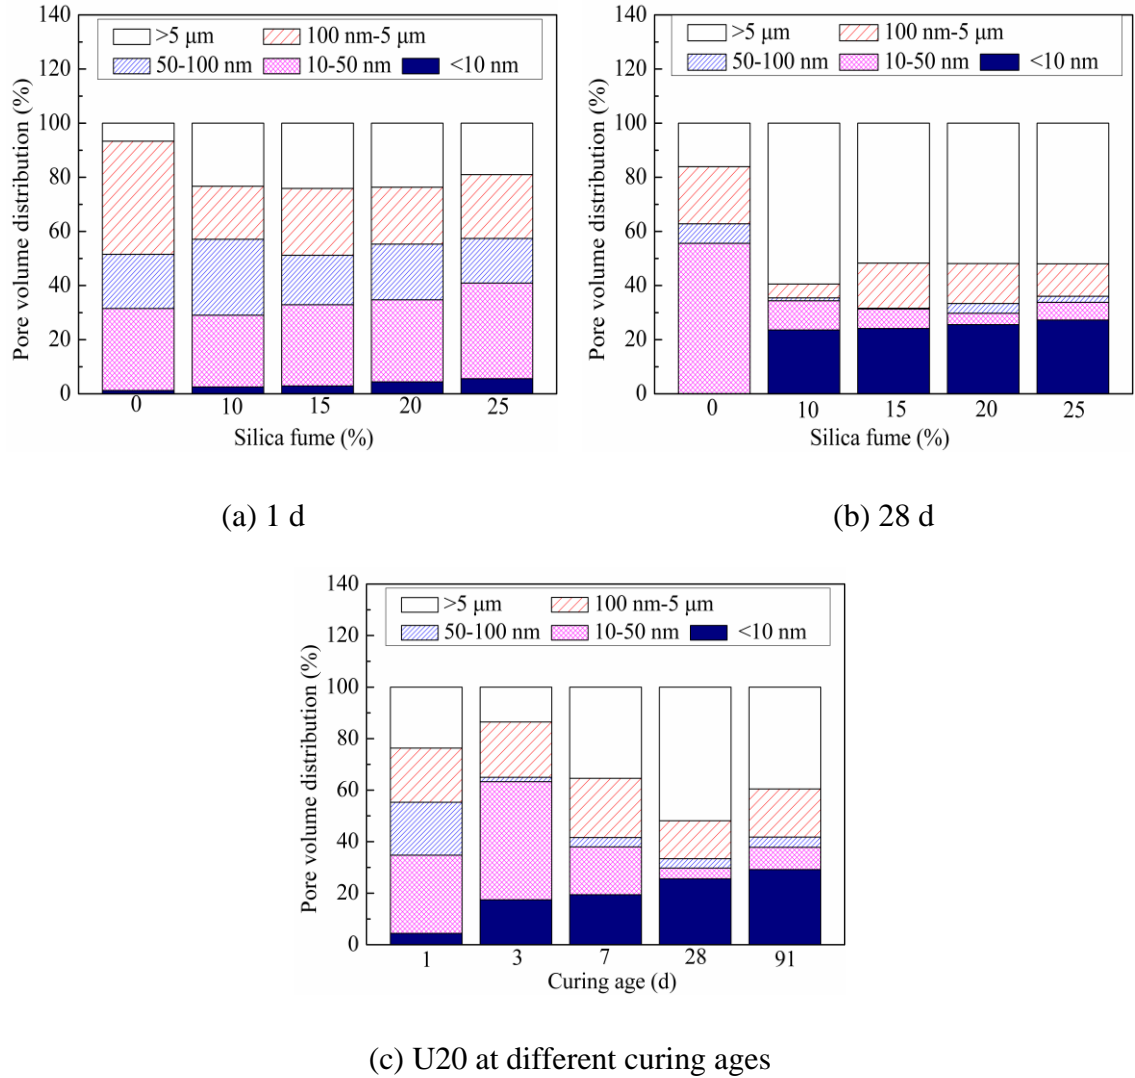 140
120
100
80
60
40
20
0
Pore volume distribution (%)
>5 μm 100 nm-5 μm
50-100 nm 10-50 nm <10 nm
0 10 15 20 25
Silica fume (%)
(a) 1 d
140
120
100
80
60
40
20
0
Pore volume distribution (%)
>5 μm 100 nm-5 μm
50-100 nm 10-50 nm <10 nm
0 10 15 20 25
Silica fume (%)
(b) 28 d
140
120
100
80
60
40
20
0
Pore volume distribution (%)
>5 μm 100 nm-5 μm
50-100 nm 10-50 nm <10 nm
1 3 7 28 91
Curing age (d)
(c) U20 at different curing ages